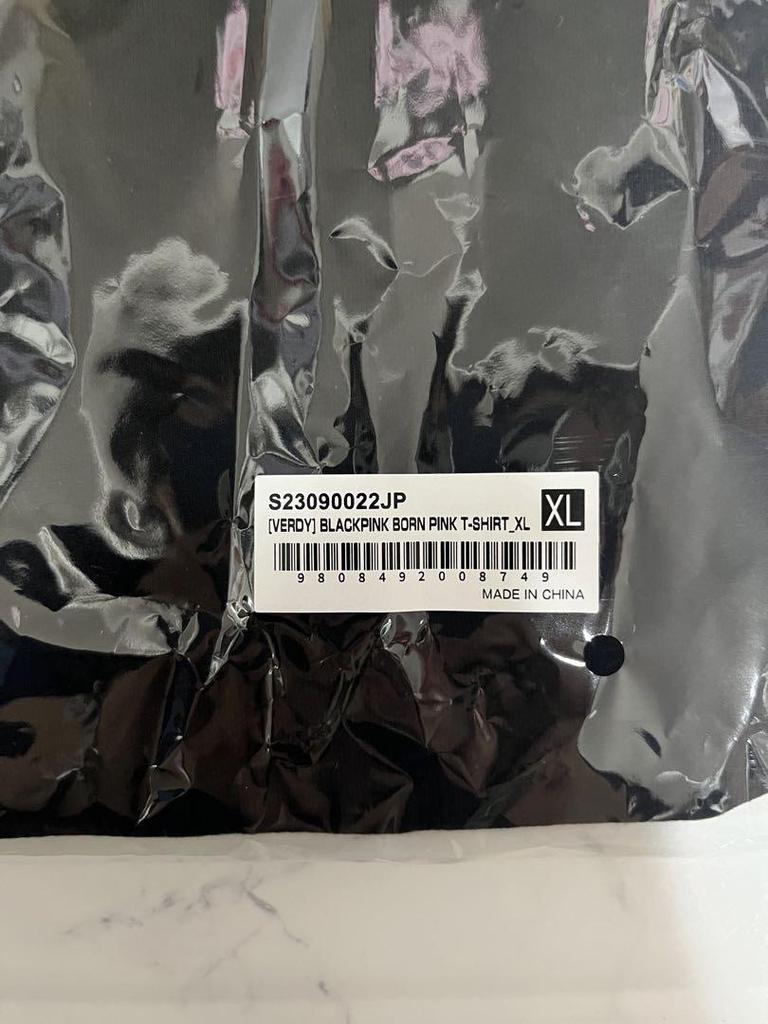 S23090022JP
[VERDY] BLACKPINK BORN PINK T-SHIRT_XL
XL
9808492008749
MADE IN CHINA